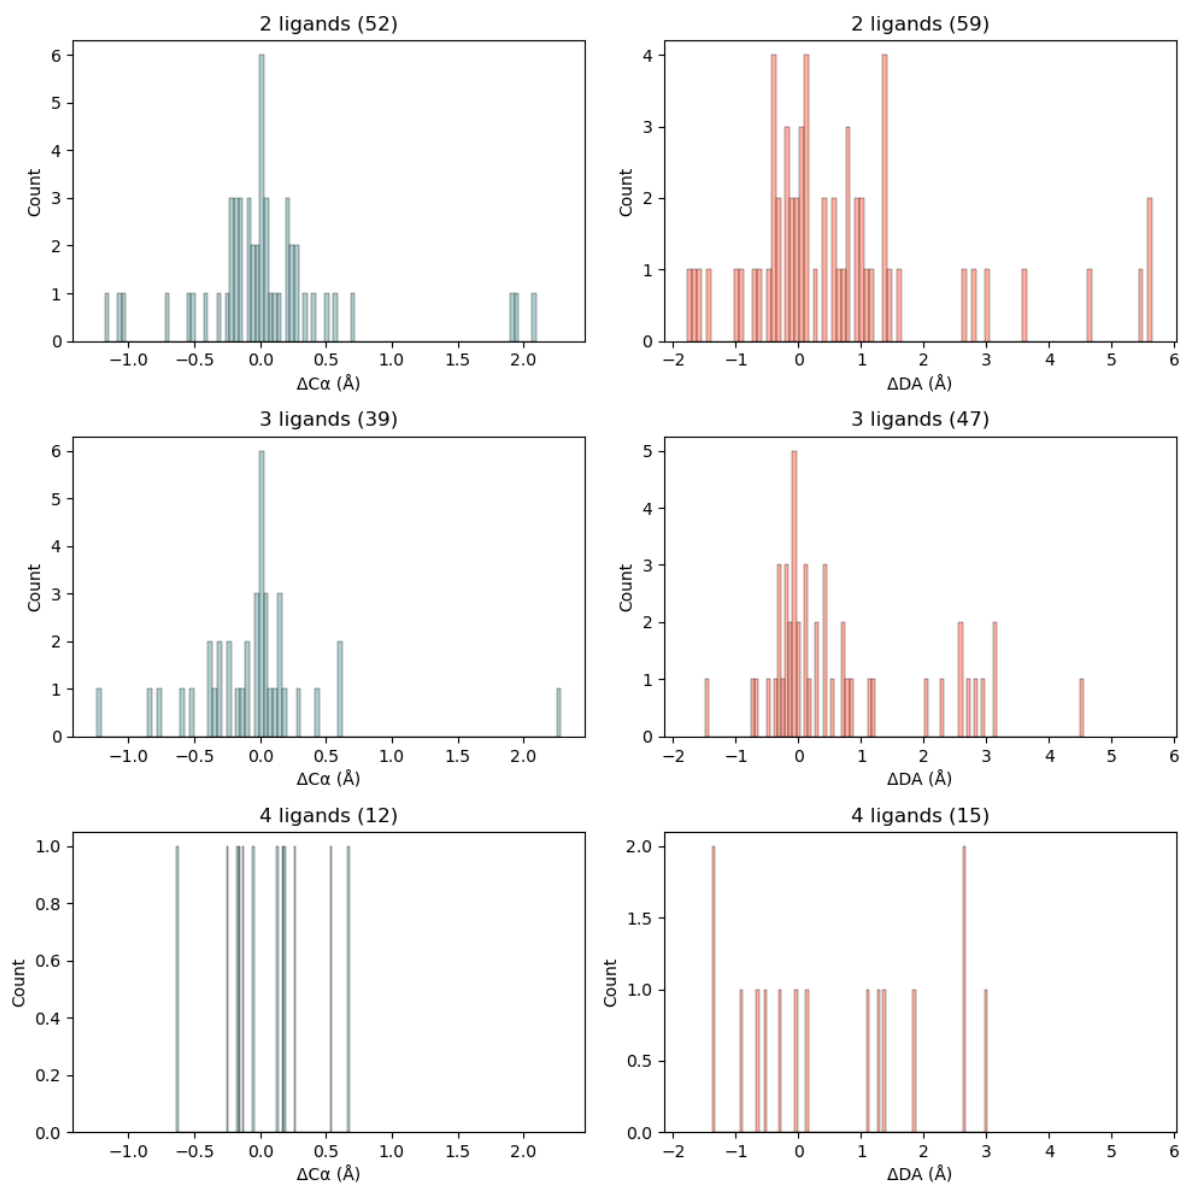 2 ligands (52)
6
5
4
3
2
1
0
Count
−1.0 −0.5 0.0 0.5 1.0 1.5 2.0
ΔCα (Å)
2 ligands (59)
4
3
2
1
0
Count
−2 −1 0 1 2 3 4 5 6
ΔDA (Å)
3 ligands (39)
6
5
4
3
2
1
0
Count
−1.0 −0.5 0.0 0.5 1.0 1.5 2.0
ΔCα (Å)
3 ligands (47)
5
4
3
2
1
0
Count
−2 −1 0 1 2 3 4 5 6
ΔDA (Å)
4 ligands (12)
1.0
0.8
0.6
0.4
0.2
0.0
Count
−1.0 −0.5 0.0 0.5 1.0 1.5 2.0
ΔCα (Å)
4 ligands (15)
2.0
1.5
1.0
0.5
0.0
Count
−2 −1 0 1 2 3 4 5 6
ΔDA (Å)